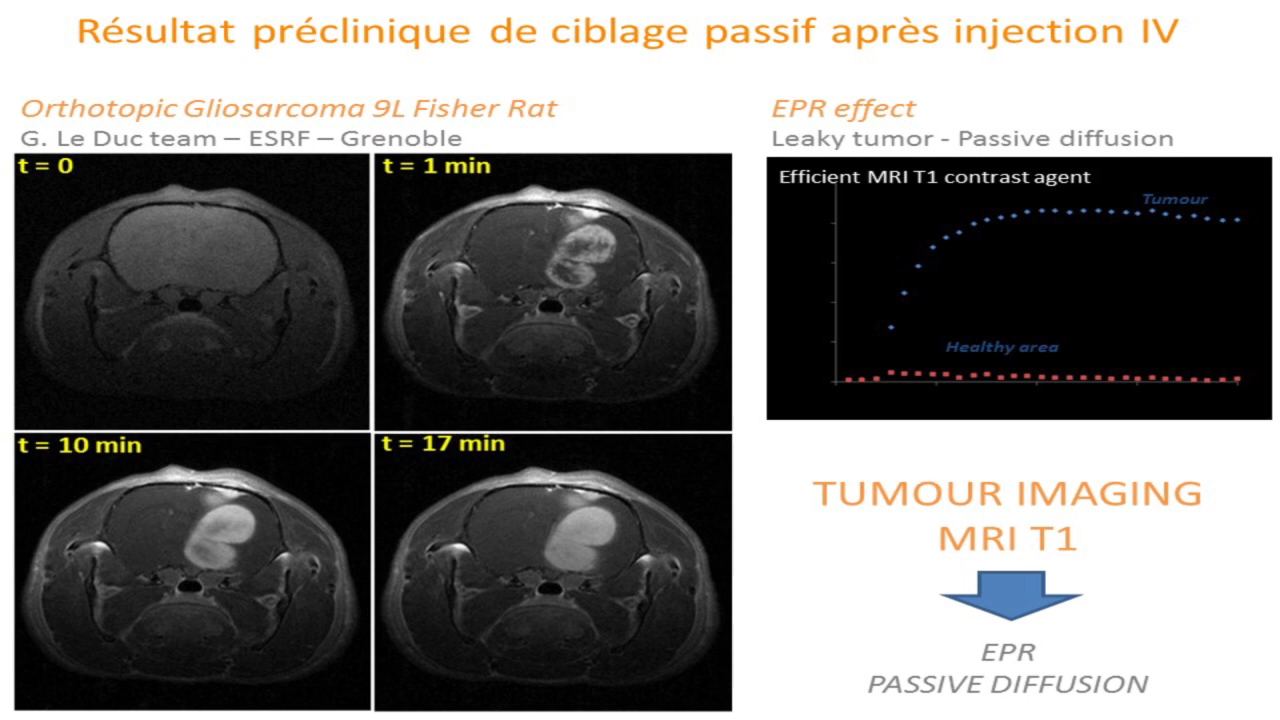 Résultat préclinique de ciblage passif après injection IV
Orthotopic Gliosarcoma 9L Fisher Rat
G. Le Duc team – ESRF – Grenoble
t = 0
t = 1 min
t = 10 min
t = 17 min
EPR effect
Leaky tumor - Passive diffusion
Efficient MRI T1 contrast agent
Tumour
Healthy area
TUMOUR IMAGING
MRI T1
EPR
PASSIVE DIFFUSION